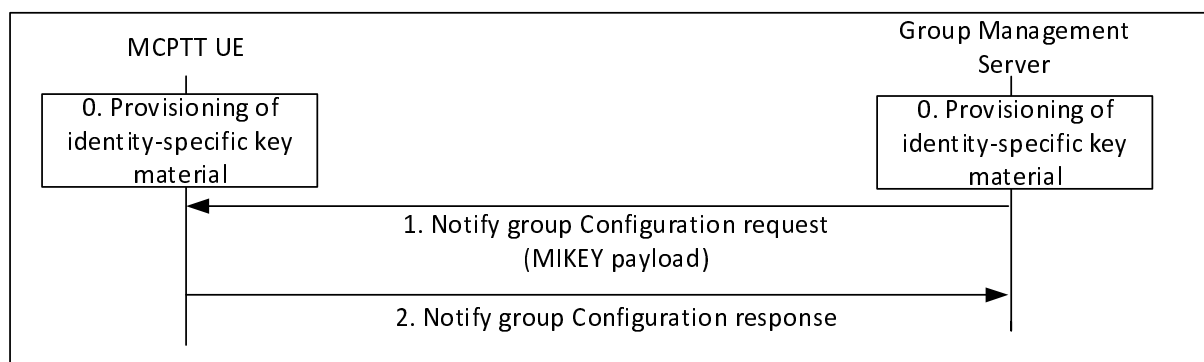 MCPTT UE
Group Management
Server
0. Provisioning of
identity-specific key
material
0. Provisioning of
identity-specific key
material
1. Notify group Configuration request
(MIKEY payload)
2. Notify group Configuration response